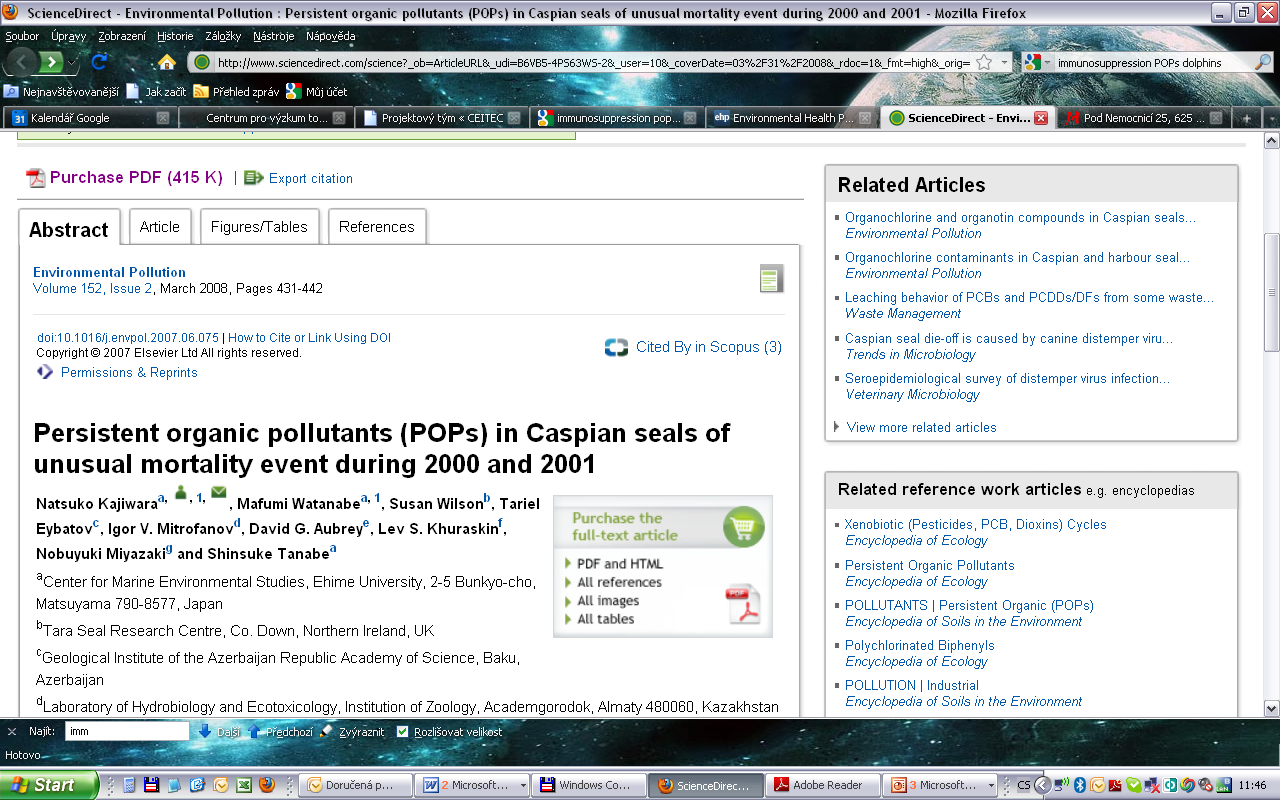 ScienceDirect - Environmental Pollution : Persistent organic pollutants (POPs) in Caspian seals of unusual mortality event during 2000 and 2001 - Mozilla Firefox
Soubor Úpravy Zobrazení Historie Záložky Nástroje Nápověda
http://www.sciencedirect.com/science?_ob=ArticleURL&_udi=B6VB5-4PS63WS-2&_user=10&_coverDate=03%2F31%2F2008&_rdoc=1&_fmt=high&_orig= immunosuppression POPs dolphins
Nejnavštěvovanější Jak začít Přehled zpráv Můj účet
31 Kalendář Google Centrum pro výzkum to... Projektový tým « CEITEC immunosuppression pop... ehp Environmental Health P... ScienceDirect - Envi... Pod Nemocnicí 25, 625 ...
Purchase PDF (415 K) | Export citation
Abstract Article Figures/Tables References
Environmental Pollution
Volume 152, Issue 2, March 2008, Pages 431-442
doi:10.1016/j.envpol.2007.06.075 | How to Cite or Link Using DOI
Copyright © 2007 Elsevier Ltd All rights reserved.
Cited By in Scopus (3)
Permissions & Reprints
Persistent organic pollutants (POPs) in Caspian seals of
unusual mortality event during 2000 and 2001
Natsuko Kajiwara a, , 1, , Mafumi Watanabe a, 1, Susan Wilson b, Tariel
Eybatov c, Igor V. Mitrofanov d, David G. Aubrey e, Lev S. Khuraskin f,
Nobuyuki Miyazaki g and Shinsuke Tanabe a
a Center for Marine Environmental Studies, Ehime University, 2-5 Bunkyo-cho,
Matsuyama 790-8577, Japan
b Tara Seal Research Centre, Co. Down, Northern Ireland, UK
c Geological Institute of the Azerbaijan Republic Academy of Science, Baku,
Azerbaijan
d Laboratory of Hydrobiology and Ecotoxicology, Institution of Zoology, Academgorodok, Almaty 480060, Kazakhstan
Purchase the
full-text article
PDF and HTML
All references
All images
All tables
Related Articles
Organochlorine and organotin compounds in Caspian seals...
Environmental Pollution
Organochlorine contaminants in Caspian and harbour seal...
Environmental Pollution
Leaching behavior of PCBs and PCDDs/DFs from some waste...
Waste Management
Caspian seal die-off is caused by canine distemper viru...
Trends in Microbiology
Seroepidemiological survey of distemper virus infection...
Veterinary Microbiology
View more related articles
Related reference work articles e.g. encyclopedias
Xenobiotic (Pesticides, PCB, Dioxins) Cycles
Encyclopedia of Ecology
Persistent Organic Pollutants
Encyclopedia of Ecology
POLLUTANTS | Persistent Organic (POPs)
Encyclopedia of Soils in the Environment
Polychlorinated Biphenyls
Encyclopedia of Ecology
POLLUTION | Industrial
Encyclopedia of Soils in the Environment
Najít: imm Další Předchozí Zvýraznit Rozlišovat velikost
Hotovo
Start Doručená p... 2 Microsoft... Windows Co... ScienceDirec... Adobe Reader 3 Microsoft... CS 11:46